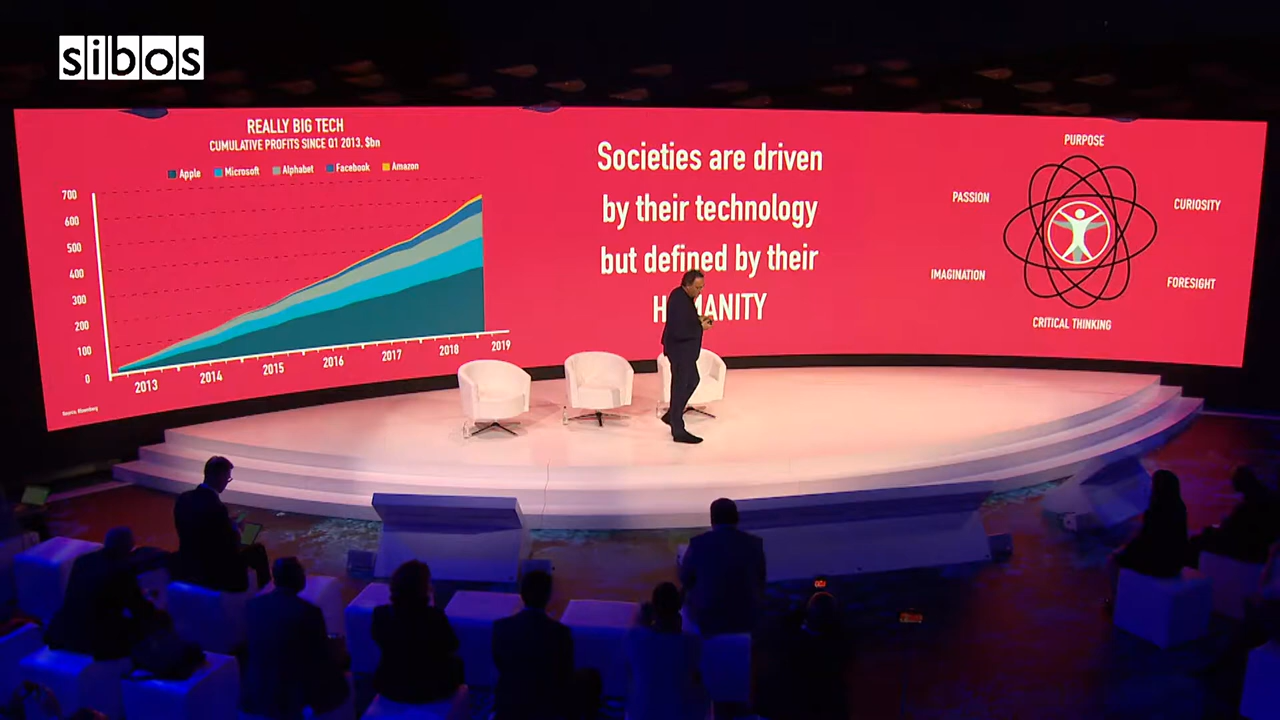 sibos
REALLY BIG TECH
CUMULATIVE PROFITS SINCE Q1 2013, $bn
Apple Microsoft Alphabet Facebook Amazon
700
600
500
400
300
200
100
0
2013 2014 2015 2016 2017 2018 2019
Source: Bloomberg
Societies are driven
by their technology
but defined by their
H ANITY
PURPOSE
PASSION
CURIOSITY
IMAGINATION
FORESIGHT
CRITICAL THINKING